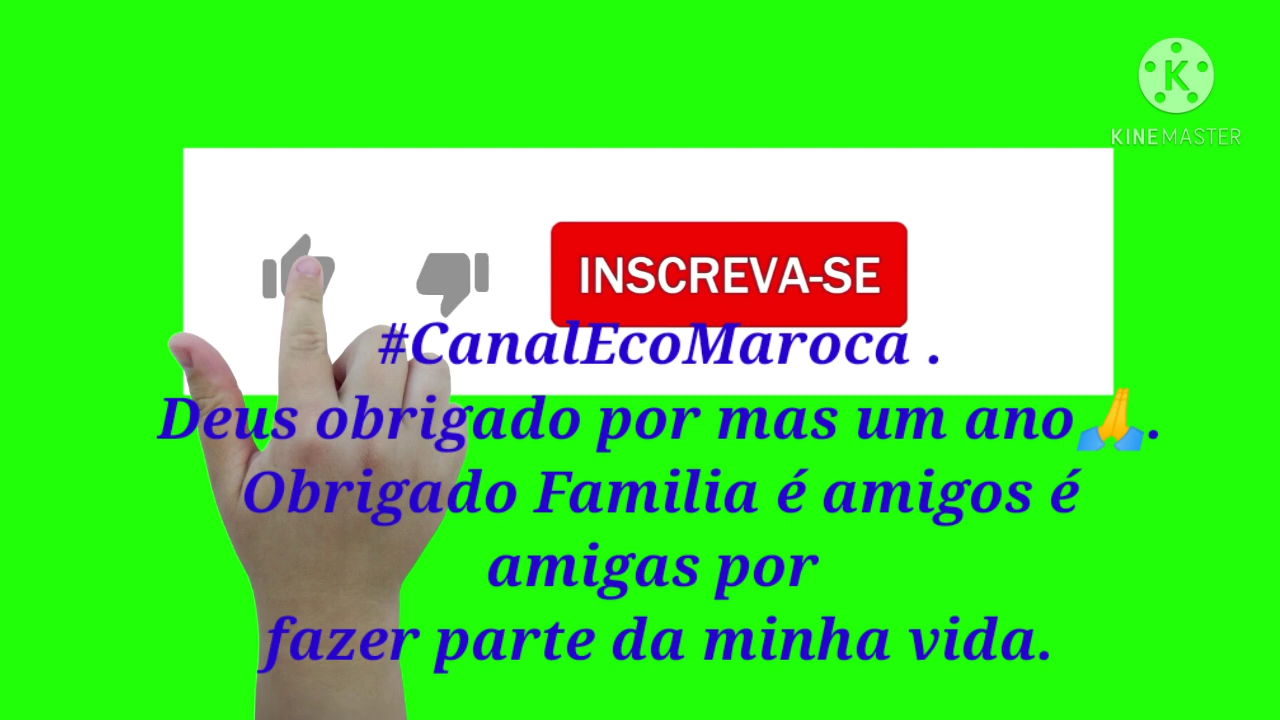 KINEMASTER
INSCREVA-SE
#CanalEcoMaroca .
Deus obrigado por mas um ano🙏.
Obrigado Familia é amigos é
amigas por
fazer parte da minha vida.